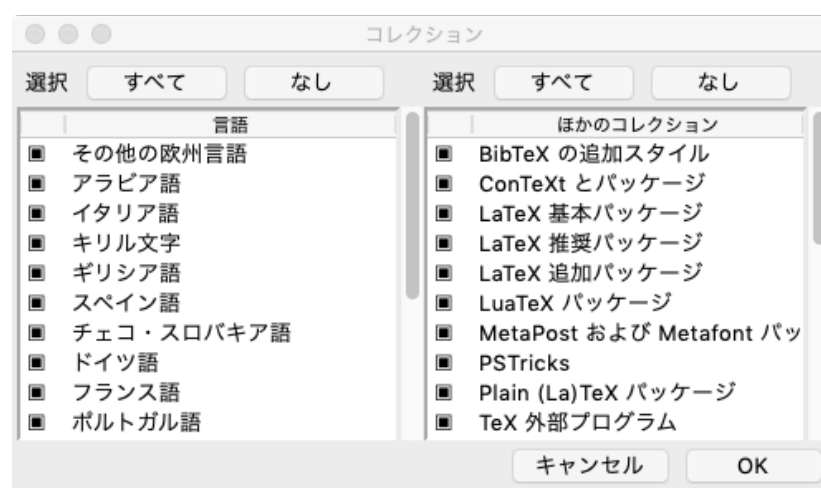 コレクション
選択 すべて なし 選択 すべて なし
言語
その他の欧州言語
アラビア語
イタリア語
キリル文字
ギリシア語
スペイン語
チェコ・スロバキア語
ドイツ語
フランス語
ポルトガル語
ほかのコレクション
BibTeX の追加スタイル
ConTeXt とパッケージ
LaTeX 基本パッケージ
LaTeX 推奨パッケージ
LaTeX 追加パッケージ
LuaTeX パッケージ
MetaPost および Metafont パッ
PSTricks
Plain (La)TeX パッケージ
TeX 外部プログラム
キャンセル OK